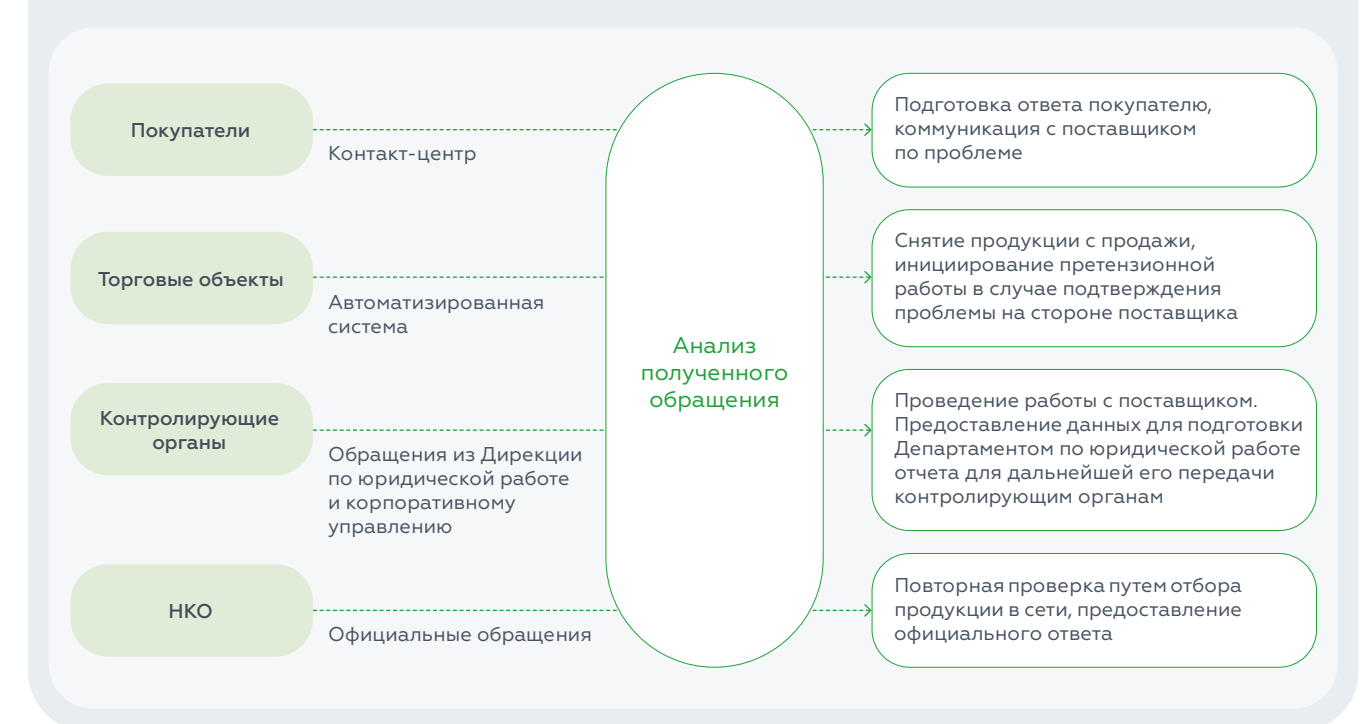 Покупатели
Контакт-центр
Подготовка ответа покупателю,
коммуникация с поставщиком
по проблеме
Торговые объекты
Автоматизированная
система
Снятие продукции с продажи,
инициирование претензионной
работы в случае подтверждения
проблемы на стороне поставщика
Анализ
полученного
обращения
Контролирующие
органы
Обращения из Дирекции
по юридической работе
и корпоративному
управлению
Проведение работы с поставщиком.
Предоставление данных для подготовки
Департаментом по юридической работе
отчета для дальнейшей его передачи
контролирующим органам
НКО
Официальные обращения
Повторная проверка путем отбора
продукции в сети, предоставление
официального ответа